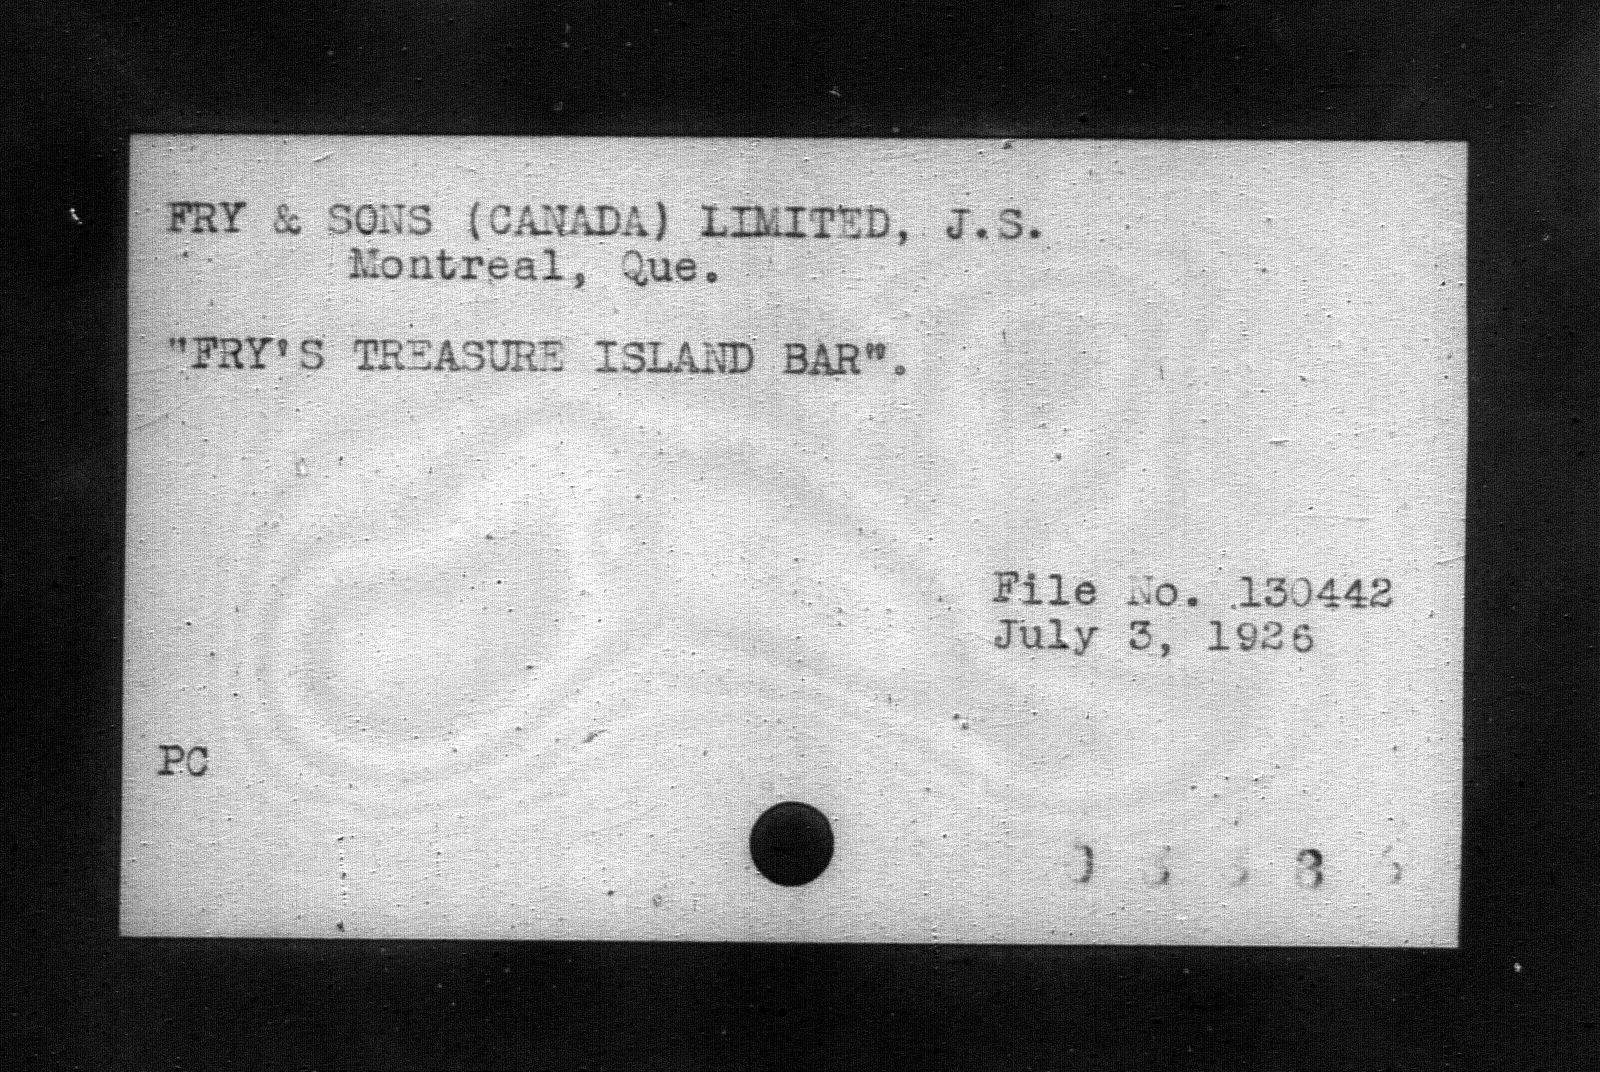 FRY & SONS (CANADA) LIMITED, J.S.
Montreal, Que.
"FRY'S TREASURE ISLAND BAR".
File No. 130442
July 3, 1926
PC